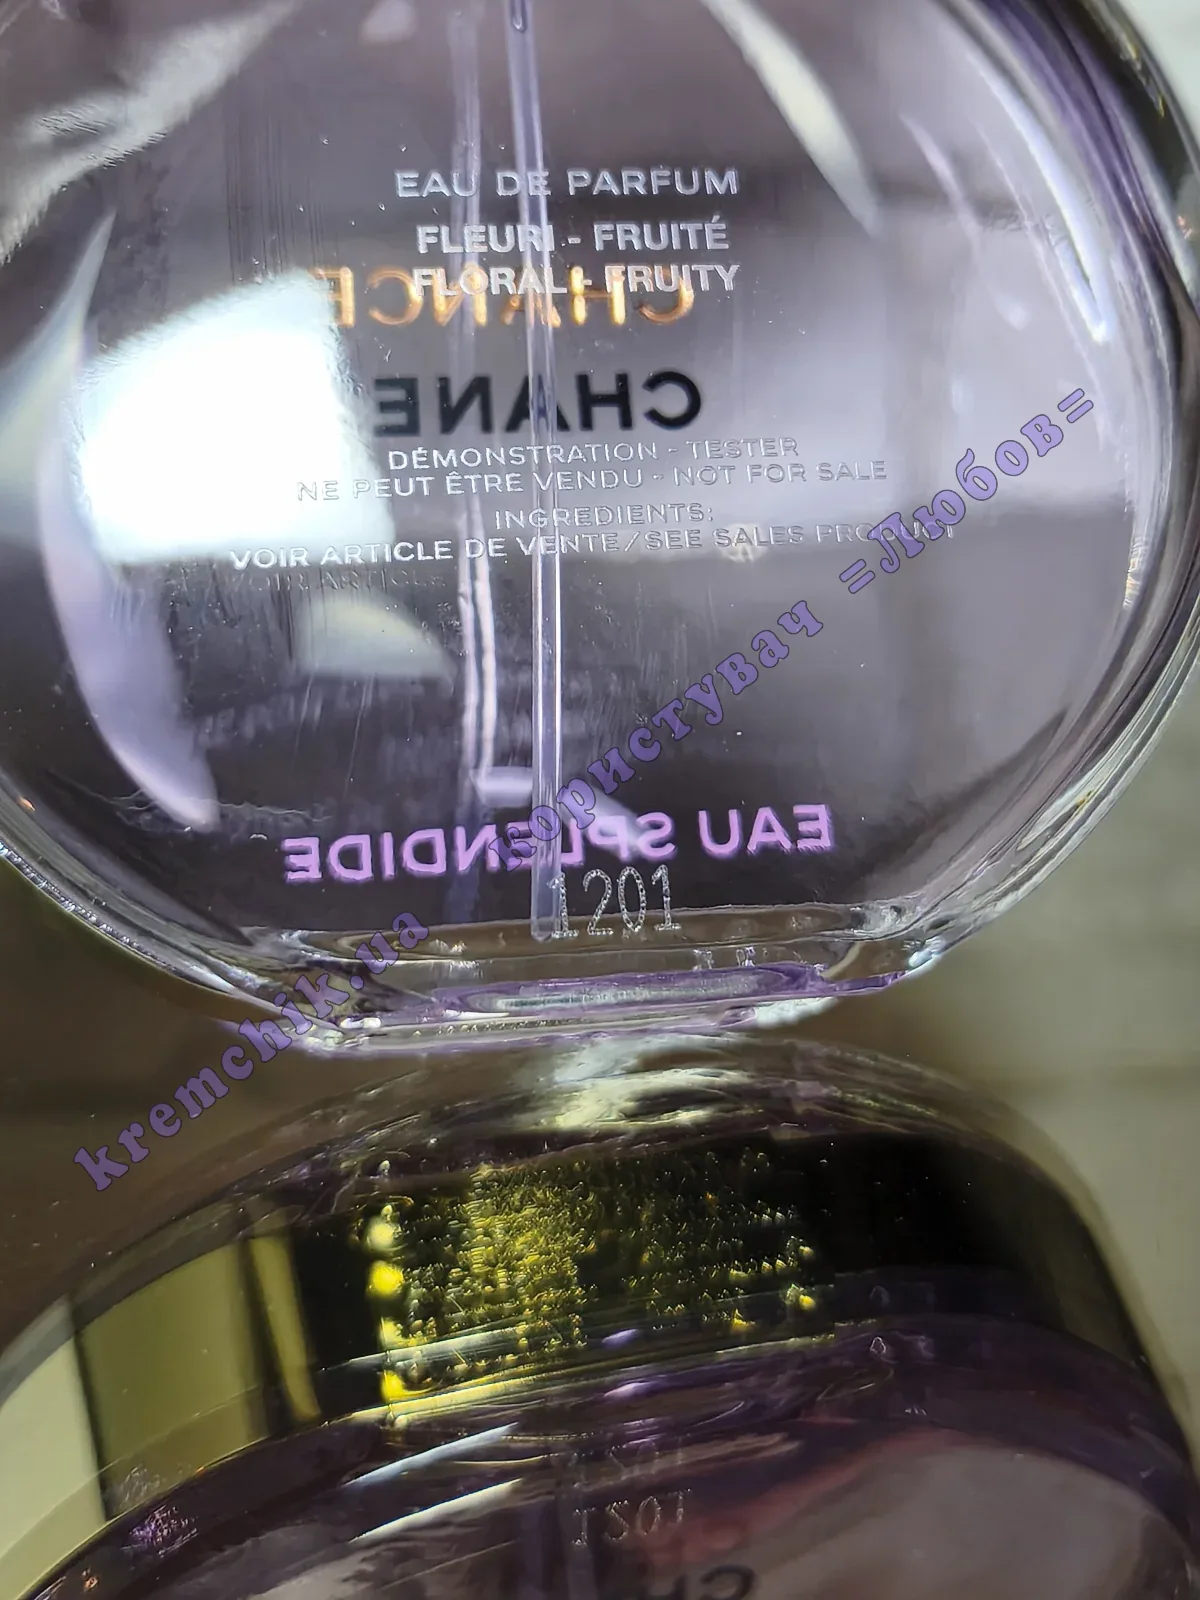 EAU DE PARFUM
FLEURI - FRUITÉ
FLORAL - FRUITY
CHANCE
CHANE
DÉMONSTRATION - TESTER
NE PEUT ÊTRE VENDU - NOT FOR SALE
INGREDIENTS:
VOIR ARTICLE DE VENTE / SEE SALES PRODUCT
EAU SPLENDIDE
1201
kremchik.ua користувач =Любов=